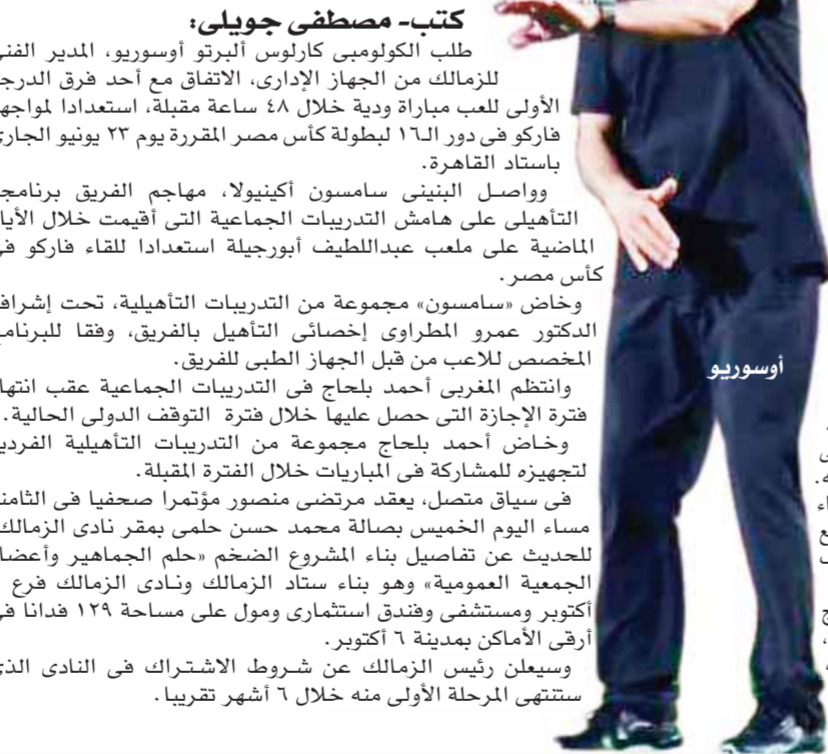 كتب- مصطفى جويلى:
طلب الكولومبى كارلوس ألبرتو أوسوريو، المدير الفنى
للزمالك من الجهاز الإدارى، الاتفاق مع أحد فرق الدرجة
الأولى للعب مباراة ودية خلال ٤٨ ساعة مقبلة، استعدادا لمواجهة
فاركو فى دور الـ١٦ لبطولة كأس مصر المقررة يوم ٢٣ يونيو الجارى
باستاد القاهرة.
وواصل البنينى سامسون أكينيولا، مهاجم الفريق برنامجه
التأهيلى على هامش التدريبات الجماعية التى أقيمت خلال الأيام
الماضية على ملعب عبداللطيف أبورجيلة استعدادا للقاء فاركو فى
كأس مصر.
وخاض «سامسون» مجموعة من التدريبات التأهيلية، تحت إشراف
الدكتور عمرو المطراوى إخصائى التأهيل بالفريق، وفقا للبرنامج
المخصص للاعب من قبل الجهاز الطبى للفريق.
وانتظم المغربى أحمد بلحاج فى التدريبات الجماعية عقب انتهاء
فترة الإجازة التى حصل عليها خلال فترة التوقف الدولى الحالية.
وخاض أحمد بلحاج مجموعة من التدريبات التأهيلية الفردية
لتجهيزه للمشاركة فى المباريات خلال الفترة المقبلة.
فى سياق متصل، يعقد مرتضى منصور مؤتمرا صحفيا فى الثامنة
مساء اليوم الخميس بصالة محمد حسن حلمى بمقر نادى الزمالك
للحديث عن تفاصيل بناء المشروع الضخم «حلم الجماهير وأعضاء
الجمعية العمومية» وهو بناء ستاد الزمالك ونادى الزمالك فرع
أكتوبر ومستشفى وفندق استثمارى ومول على مساحة ١٢٩ فدانا فى
أرقى الأماكن بمدينة ٦ أكتوبر.
وسيعلن رئيس الزمالك عن شروط الاشتراك فى النادى الذى
ستنتهى المرحلة الأولى منه خلال ٦ أشهر تقريبا.
أوسوريو